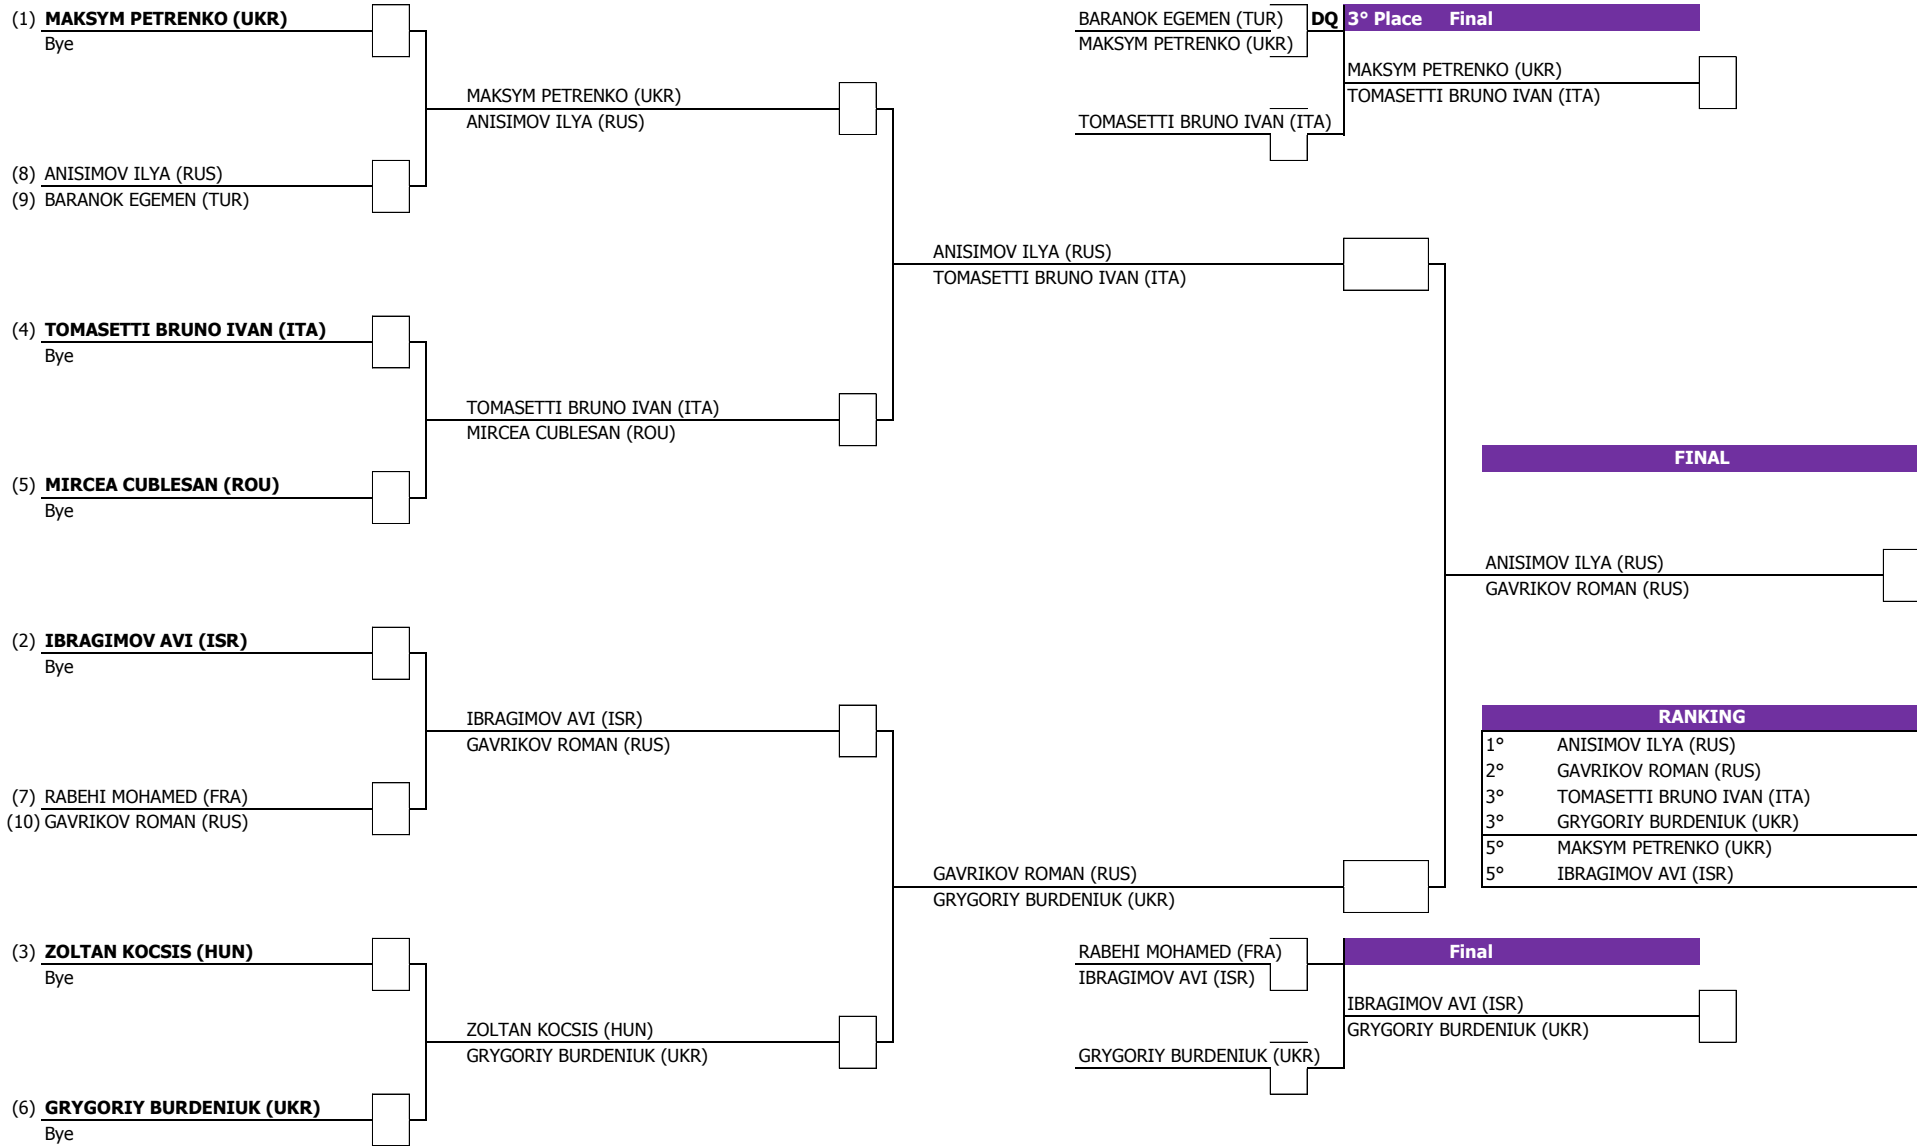 (1) MAKSYM PETRENKO (UKR)
Bye
MAKSYM PETRENKO (UKR)
ANISIMOV ILYA (RUS)
(8) ANISIMOV ILYA (RUS)
(9) BARANOK EGEMEN (TUR)
ANISIMOV ILYA (RUS)
TOMASETTI BRUNO IVAN (ITA)
(4) TOMASETTI BRUNO IVAN (ITA)
Bye
TOMASETTI BRUNO IVAN (ITA)
MIRCEA CUBLESAN (ROU)
(5) MIRCEA CUBLESAN (ROU)
Bye
BARANOK EGEMEN (TUR) DQ 3° Place Final
MAKSYM PETRENKO (UKR)
MAKSYM PETRENKO (UKR)
TOMASETTI BRUNO IVAN (ITA)
TOMASETTI BRUNO IVAN (ITA)
FINAL
ANISIMOV ILYA (RUS)
GAVRIKOV ROMAN (RUS)
(2) IBRAGIMOV AVI (ISR)
Bye
IBRAGIMOV AVI (ISR)
GAVRIKOV ROMAN (RUS)
(7) RABEHI MOHAMED (FRA)
(10) GAVRIKOV ROMAN (RUS)
GAVRIKOV ROMAN (RUS)
GRYGORIY BURDENIUK (UKR)
(3) ZOLTAN KOCSIS (HUN)
Bye
ZOLTAN KOCSIS (HUN)
GRYGORIY BURDENIUK (UKR)
(6) GRYGORIY BURDENIUK (UKR)
Bye
RANKING
1° ANISIMOV ILYA (RUS)
2° GAVRIKOV ROMAN (RUS)
3° TOMASETTI BRUNO IVAN (ITA)
3° GRYGORIY BURDENIUK (UKR)
5° MAKSYM PETRENKO (UKR)
5° IBRAGIMOV AVI (ISR)
RABEHI MOHAMED (FRA) Final
IBRAGIMOV AVI (ISR)
IBRAGIMOV AVI (ISR)
GRYGORIY BURDENIUK (UKR)
GRYGORIY BURDENIUK (UKR)